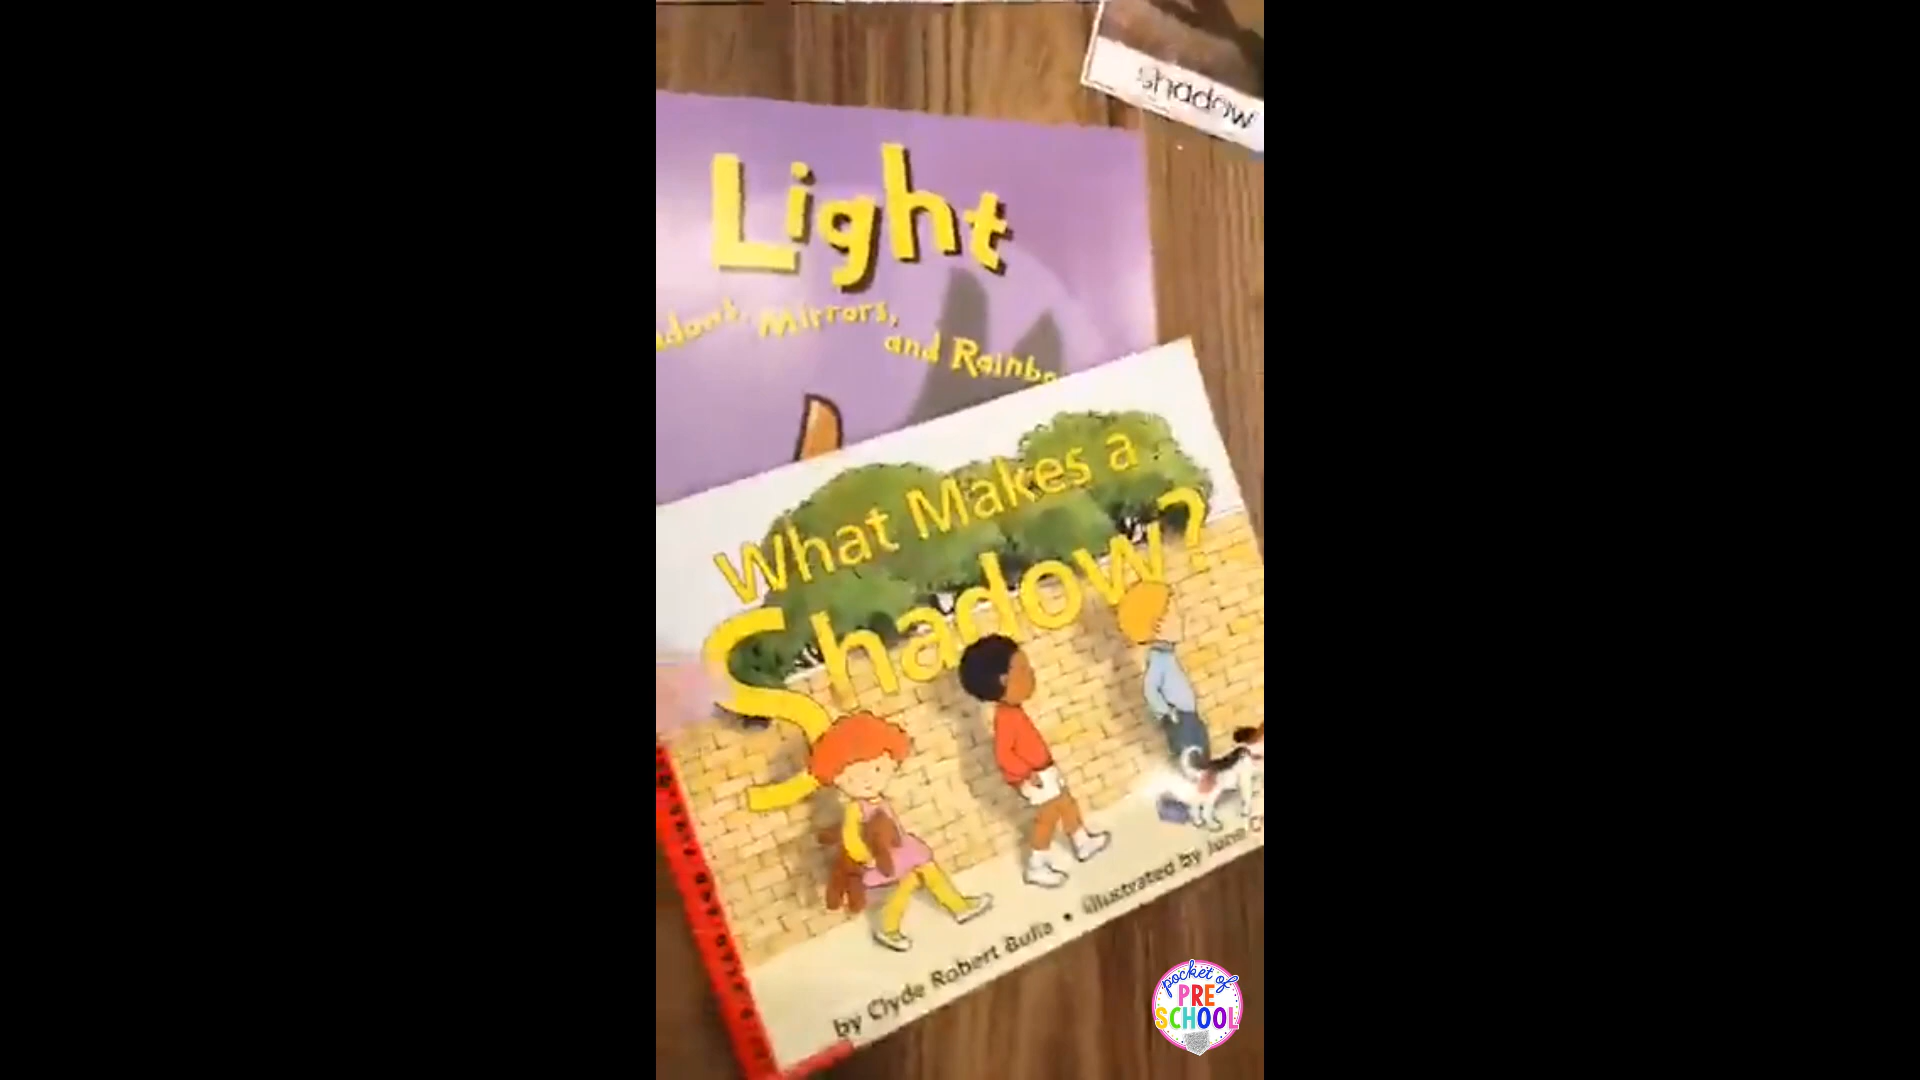 shadow
Light
Mirrors,
and
What Makes a
Shadow?
by Clyde Robert Bulla • illustrated by
pocket of
PRE
SCHOOL